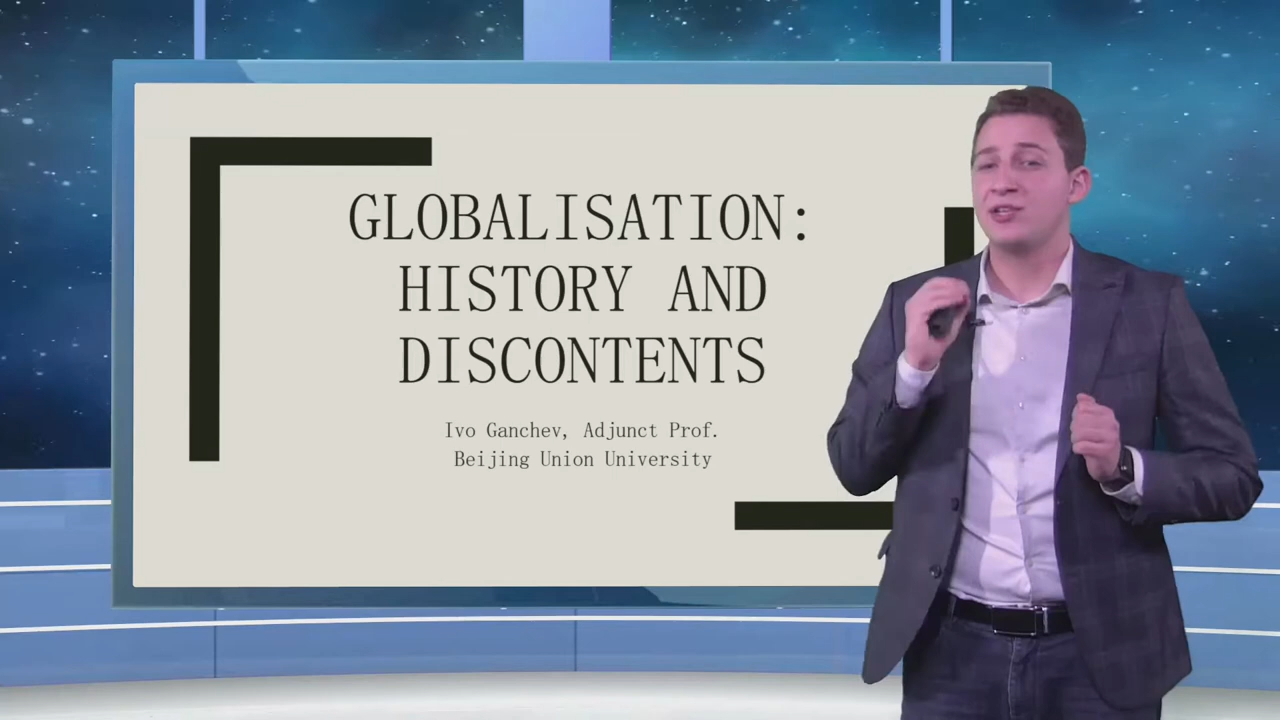 GLOBALISATION:
HISTORY AND
DISCONTENTS
Ivo Ganchev, Adjunct Prof.
Beijing Union University